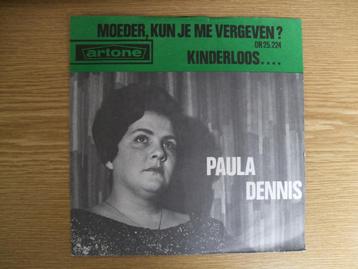 MOEDER, KUN JE ME VERGEVEN?
artone
DR 25.224
KINDERLOOS....
PAULA
DENNIS